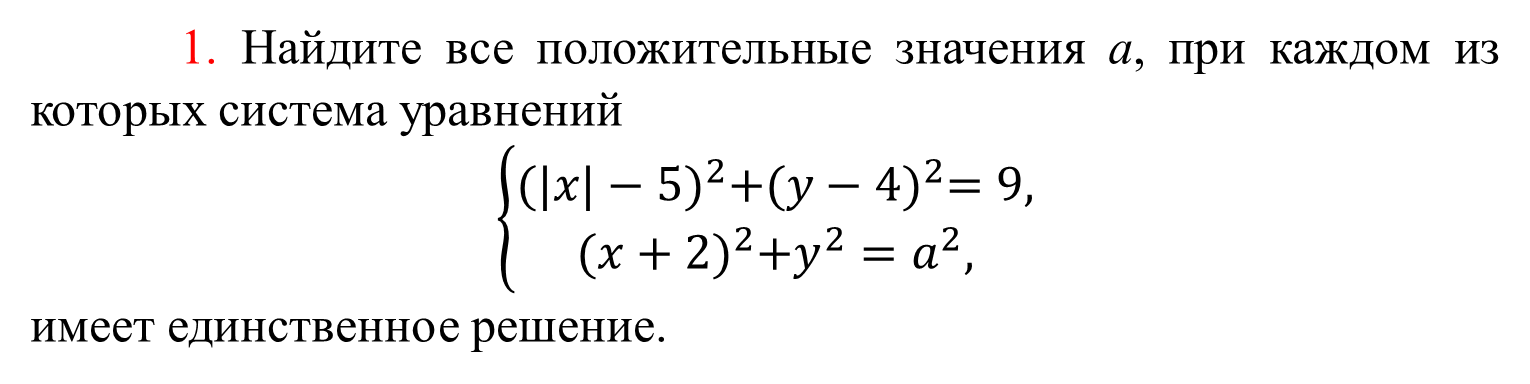 1. Найдите все положительные значения a, при каждом из
которых система уравнений
(|x| − 5)²+(y − 4)²= 9,
(x + 2)²+y² = a²,
имеет единственное решение.